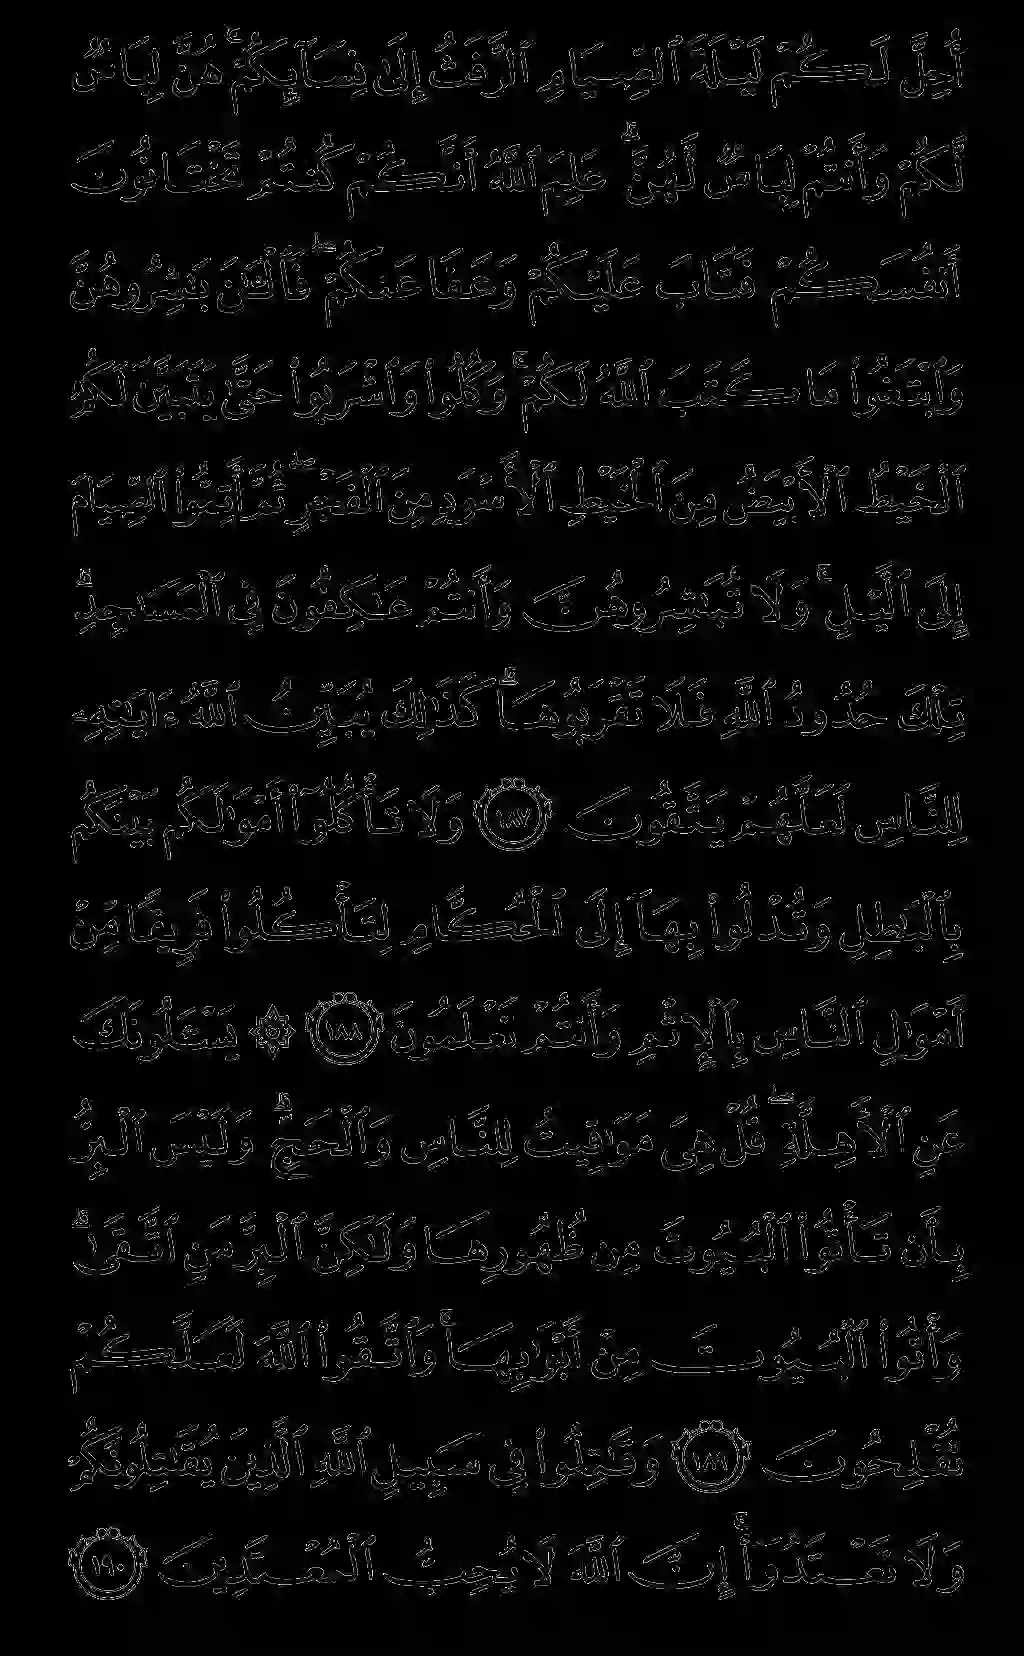 أُحِلَّ لَكُمْ لَيْلَةَ ٱلصِّيَامِ ٱلرَّفَثُ إِلَىٰ نِسَآئِكُمْ ۚ هُنَّ لِبَاسٌ
لَّكُمْ وَأَنتُمْ لِبَاسٌ لَّهُنَّ ۗ عَلِمَ ٱللَّهُ أَنَّكُمْ كُنتُمْ تَخْتَانُونَ
أَنفُسَكُمْ فَتَابَ عَلَيْكُمْ وَعَفَا عَنكُمْ ۖ فَٱلْـَٰٔنَ بَـٰشِرُوهُنَّ
وَٱبْتَغُوا۟ مَا كَتَبَ ٱللَّهُ لَكُمْ ۚ وَكُلُوا۟ وَٱشْرَبُوا۟ حَتَّىٰ يَتَبَيَّنَ لَكُمُ
ٱلْخَيْطُ ٱلْأَبْيَضُ مِنَ ٱلْخَيْطِ ٱلْأَسْوَدِ مِنَ ٱلْفَجْرِ ۖ ثُمَّ أَتِمُّوا۟ ٱلصِّيَامَ
إِلَى ٱلَّيْلِ ۚ وَلَا تُبَـٰشِرُوهُنَّ وَأَنتُمْ عَـٰكِفُونَ فِى ٱلْمَسَـٰجِدِ ۗ
تِلْكَ حُدُودُ ٱللَّهِ فَلَا تَقْرَبُوهَا ۗ كَذَٰلِكَ يُبَيِّنُ ٱللَّهُ ءَايَـٰتِهِۦ
لِلنَّاسِ لَعَلَّهُمْ يَتَّقُونَ ١٨٧ وَلَا تَأْكُلُوٓا۟ أَمْوَٰلَكُم بَيْنَكُم
بِٱلْبَـٰطِلِ وَتُدْلُوا۟ بِهَآ إِلَى ٱلْحُكَّامِ لِتَأْكُلُوا۟ فَرِيقًا مِّنْ
أَمْوَٰلِ ٱلنَّاسِ بِٱلْإِثْمِ وَأَنتُمْ تَعْلَمُونَ ١٨٨ ۞ يَسْـَٔلُونَكَ
عَنِ ٱلْأَهِلَّةِ ۖ قُلْ هِىَ مَوَٰقِيتُ لِلنَّاسِ وَٱلْحَجِّ ۗ وَلَيْسَ ٱلْبِرُّ
بِأَن تَأْتُوا۟ ٱلْبُيُوتَ مِن ظُهُورِهَا وَلَـٰكِنَّ ٱلْبِرَّ مَنِ ٱتَّقَىٰ ۗ
وَأْتُوا۟ ٱلْبُيُوتَ مِنْ أَبْوَٰبِهَا ۚ وَٱتَّقُوا۟ ٱللَّهَ لَعَلَّكُمْ
تُفْلِحُونَ ١٨٩ وَقَـٰتِلُوا۟ فِى سَبِيلِ ٱللَّهِ ٱلَّذِينَ يُقَـٰتِلُونَكُمْ
وَلَا تَعْتَدُوٓا۟ ۚ إِنَّ ٱللَّهَ لَا يُحِبُّ ٱلْمُعْتَدِينَ ١٩٠